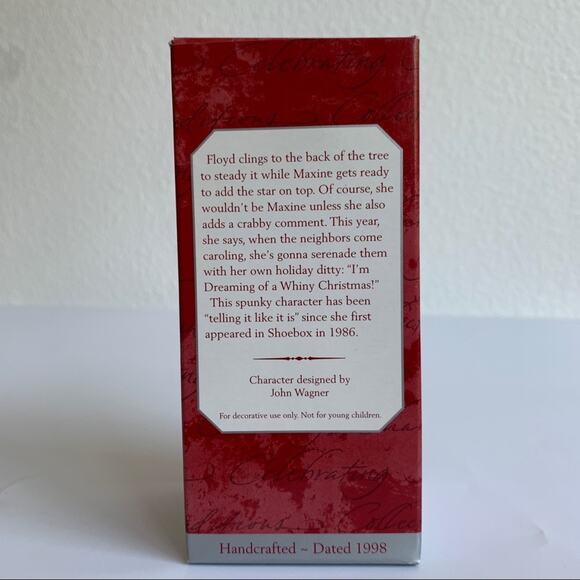 Celebrating
Floyd clings to the back of the tree
to steady it while Maxine gets ready
to add the star on top. Of course, she
wouldn't be Maxine unless she also
adds a crabby comment. This year,
she says, when the neighbors come
caroling, she's gonna serenade them
with her own holiday ditty: “I'm
Dreaming of a Whiny Christmas!”
This spunky character has been
“telling it like it is” since she first
appeared in Shoebox in 1986.
Character designed by
John Wagner
For decorative use only. Not for young children.
Celebrating
Handcrafted ~ Dated 1998